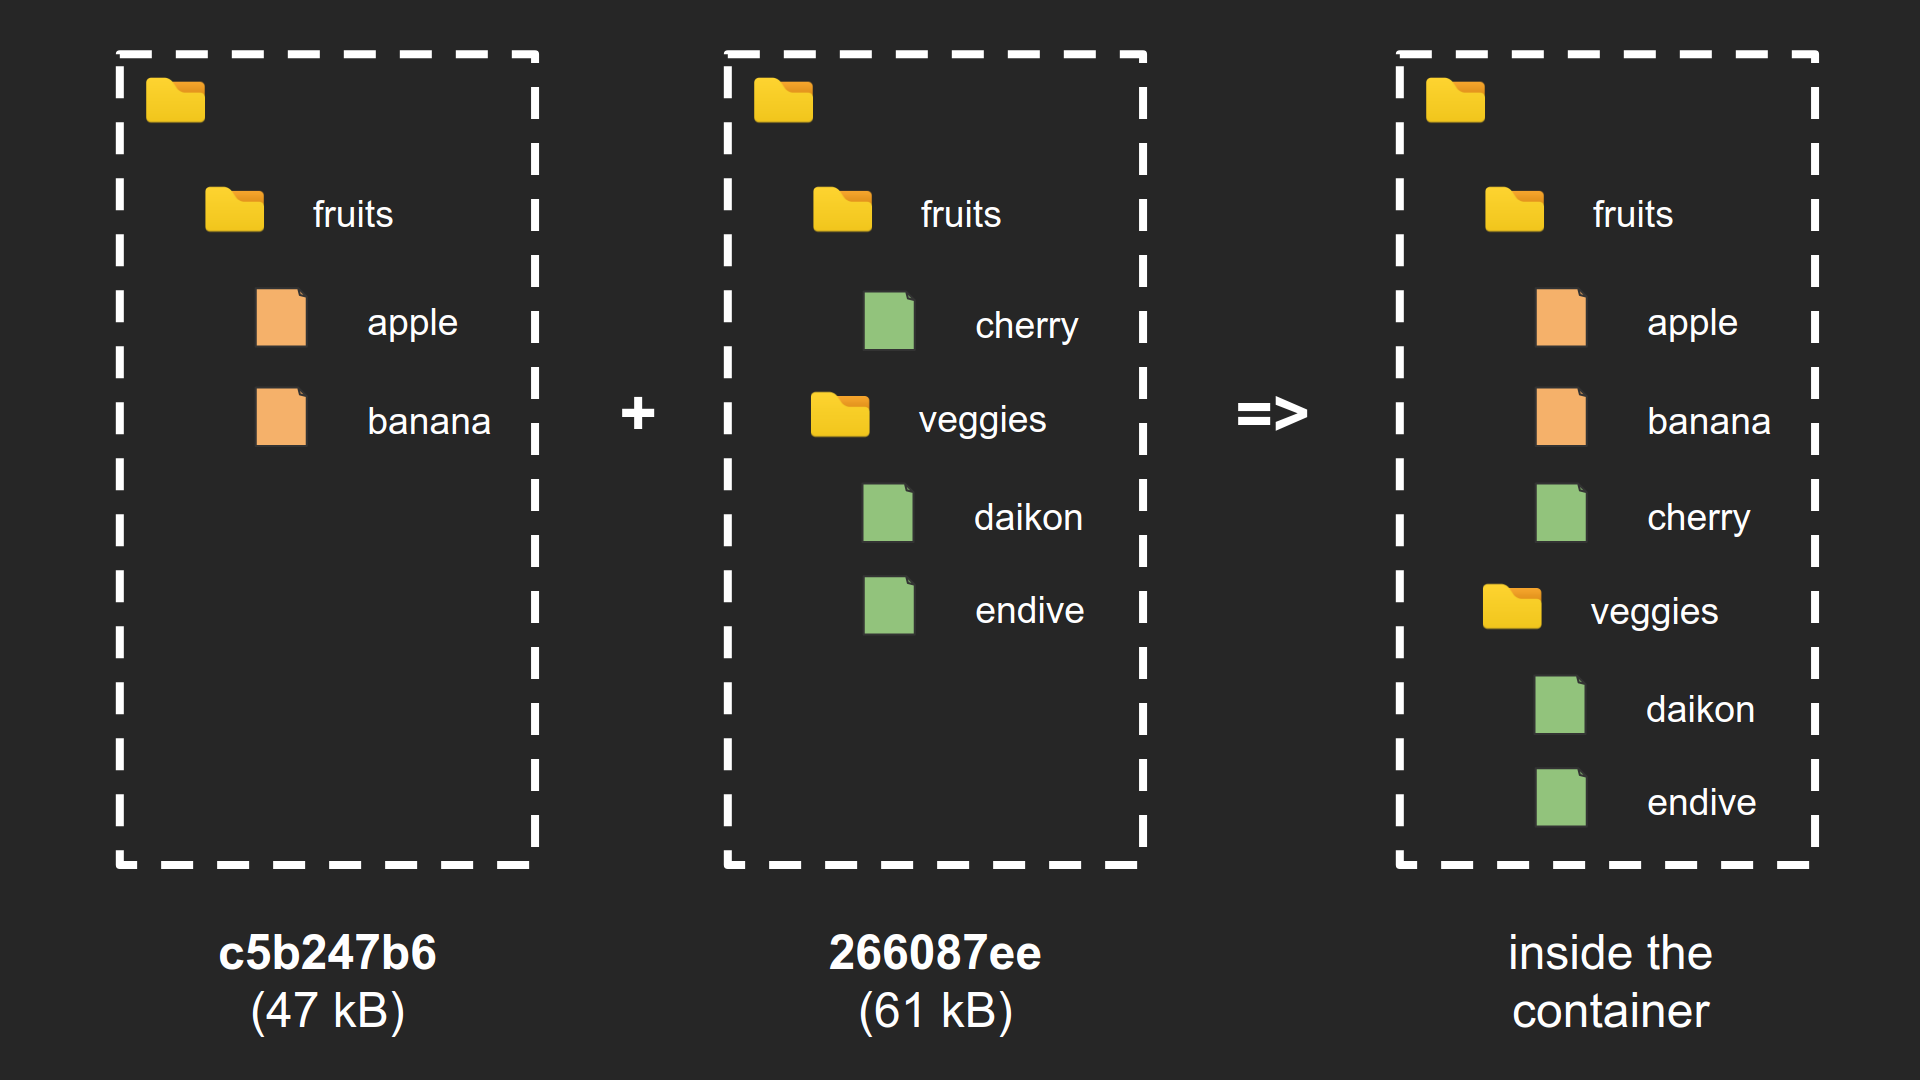 fruits
apple
banana
c5b247b6
(47 kB)
+
fruits
cherry
veggies
daikon
endive
266087ee
(61 kB)
=>
fruits
apple
banana
cherry
veggies
daikon
endive
inside the
container